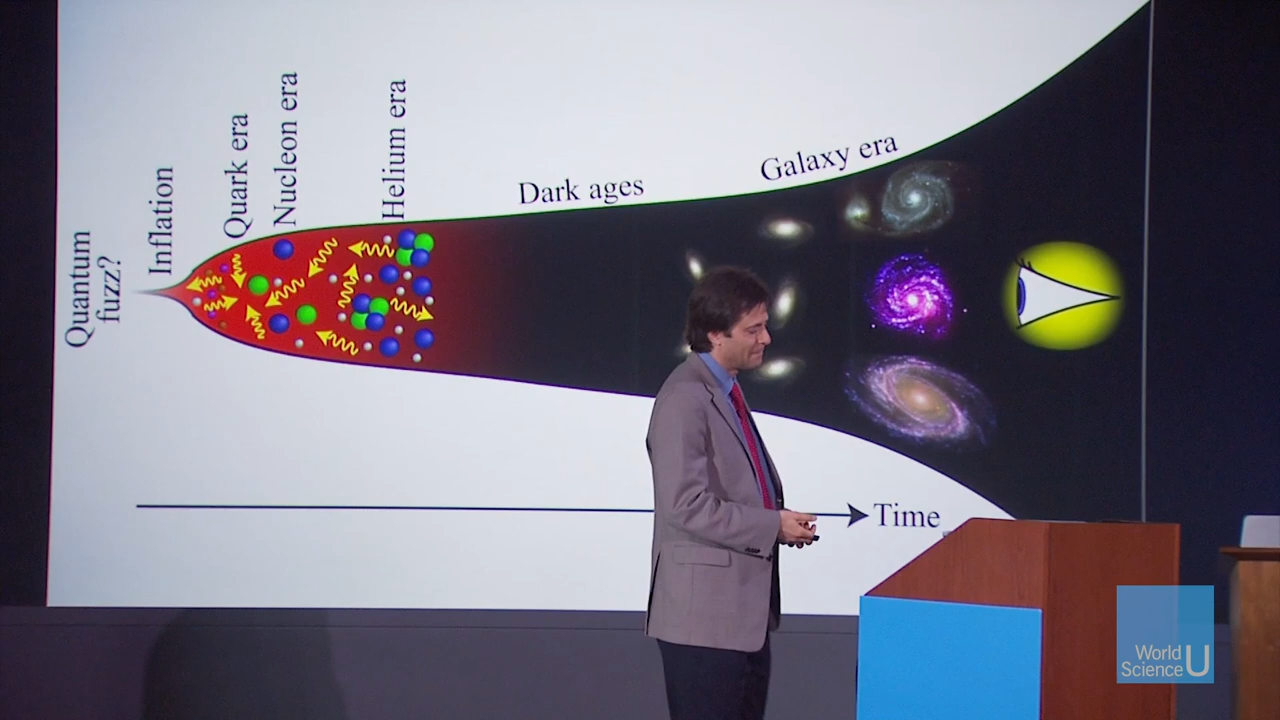 Quantum
fuzz?
Inflation
Quark era
Nucleon era
Helium era
Dark ages
Galaxy era
Time
World
Science U